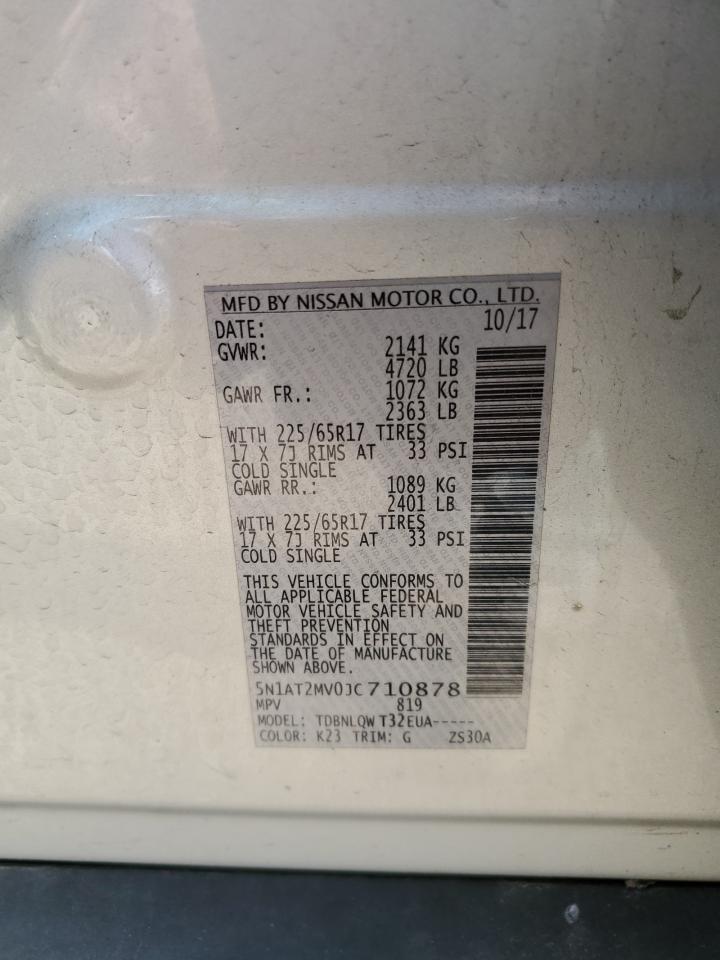 MFD BY NISSAN MOTOR CO., LTD.
DATE: 10/17
GVWR: 2141 KG
4720 LB
GAWR FR.: 1072 KG
2363 LB
WITH 225/65R17 TIRES
17 X 7J RIMS AT 33 PSI
COLD SINGLE
GAWR RR.: 1089 KG
2401 LB
WITH 225/65R17 TIRES
17 X 7J RIMS AT 33 PSI
COLD SINGLE
THIS VEHICLE CONFORMS TO
ALL APPLICABLE FEDERAL
MOTOR VEHICLE SAFETY AND
THEFT PREVENTION
STANDARDS IN EFFECT ON
THE DATE OF MANUFACTURE
SHOWN ABOVE.
5N1AT2MV0JC710878
MPV 819
MODEL: TDBNLQW T32EUA-----
COLOR: K23 TRIM: G ZS30A